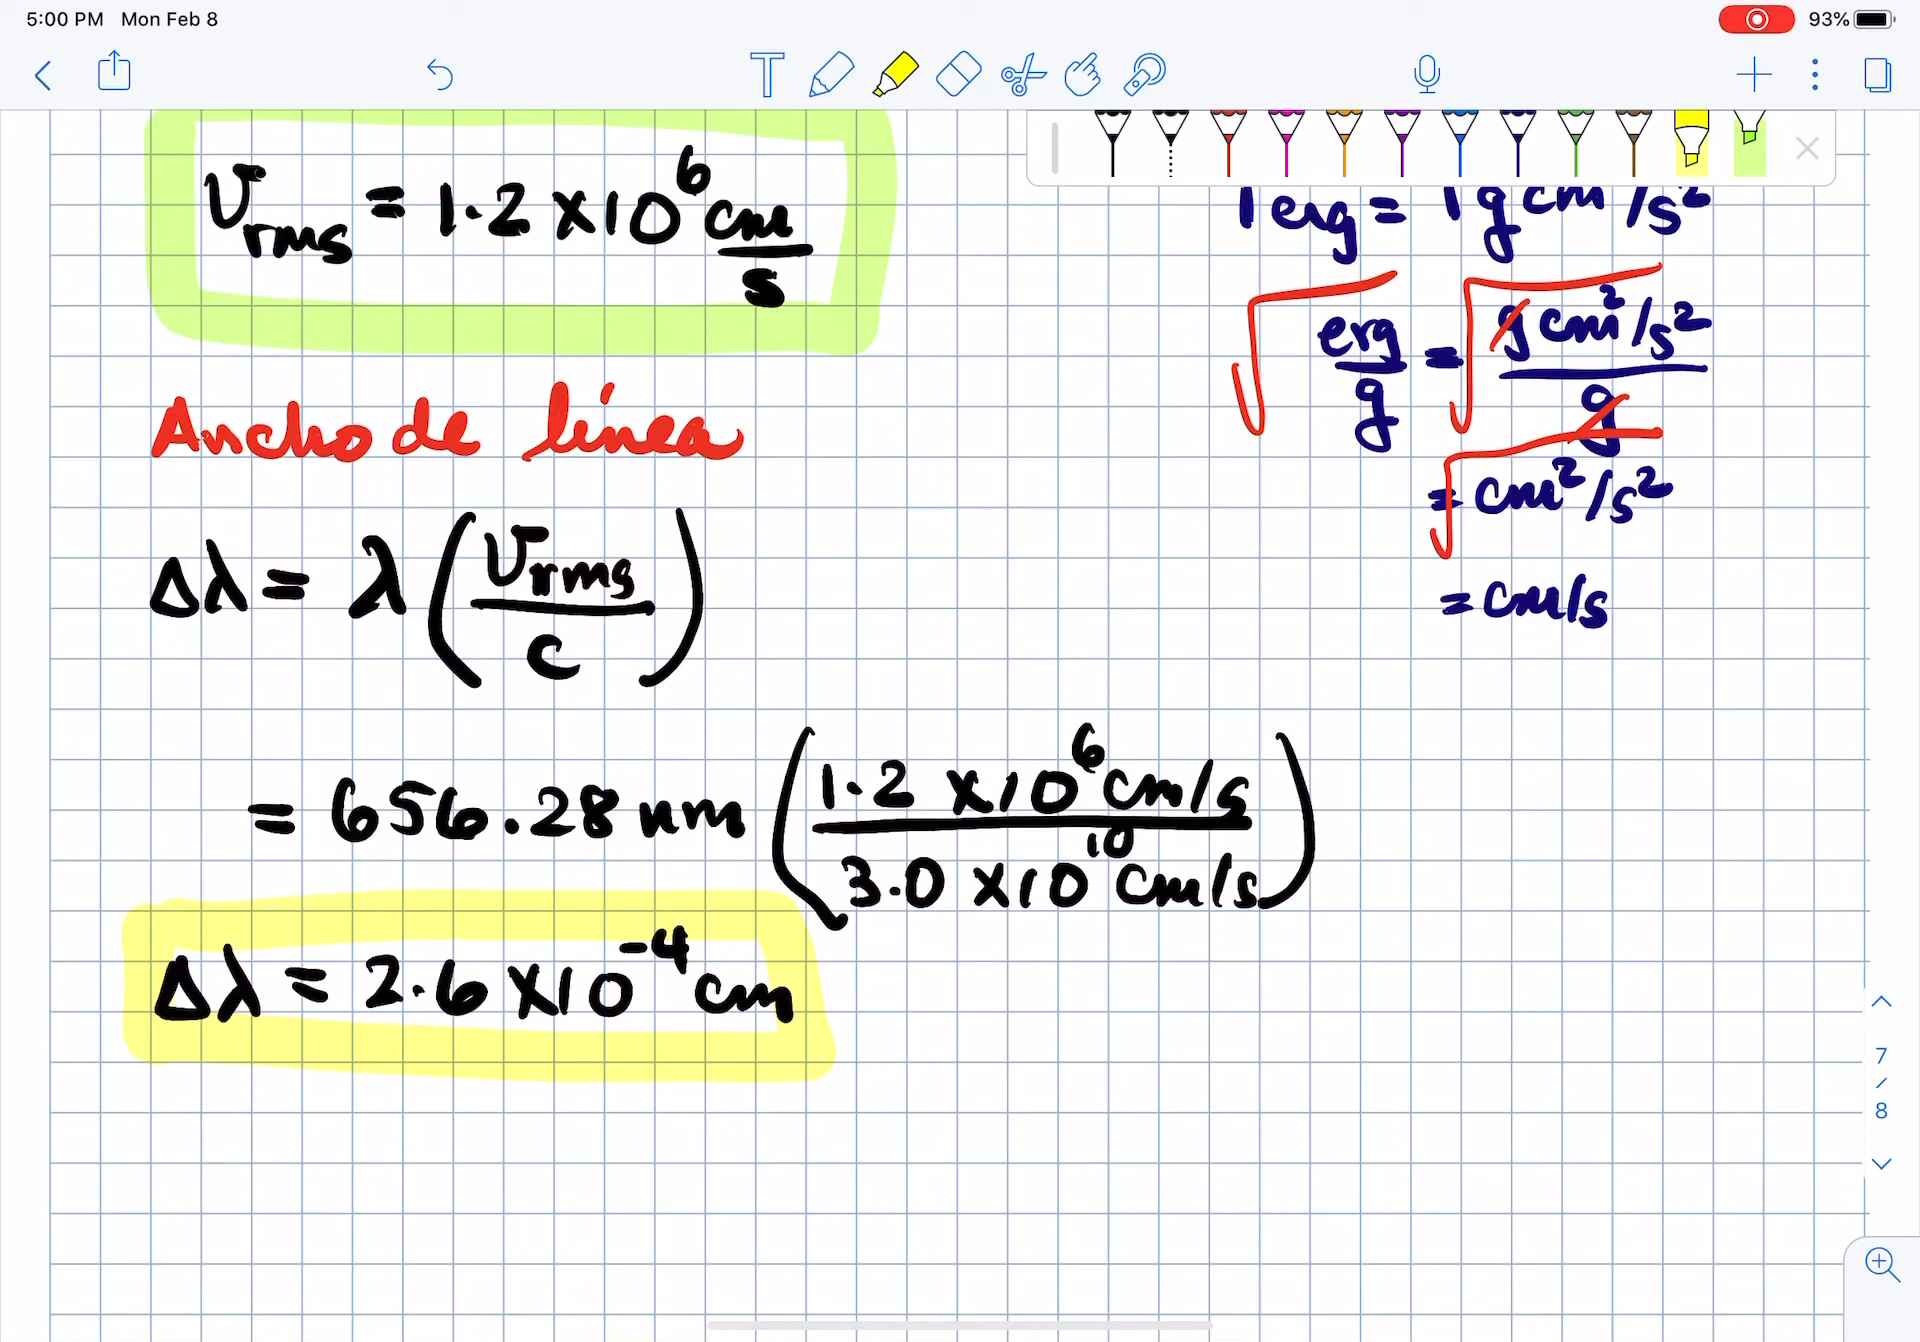 5:00 PM Mon Feb 8
93%
T
v_rms = 1.2 × 10^6 cm/s
1 erg = 1 g cm²/s²
√(erg/g) = √(g cm²/s² / g)
= √(cm²/s²)
= cm/s
Ancho de línea
Δλ = λ (v_rms / c)
= 656.28 nm (1.2 × 10^6 cm/s / 3.0 × 10^10 cm/s)
Δλ = 2.6 × 10^-4 cm
7
/
8